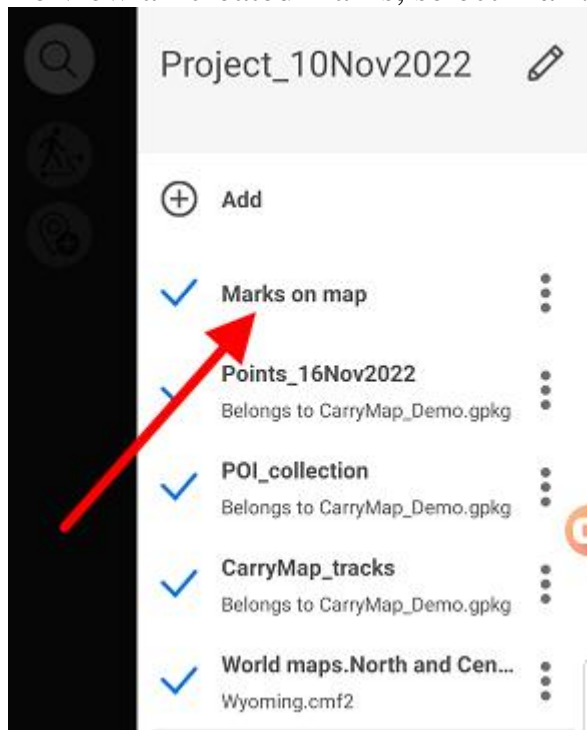 Project_10Nov2022
Add
Marks on map
Points_16Nov2022
Belongs to CarryMap_Demo.gpkg
POI_collection
Belongs to CarryMap_Demo.gpkg
CarryMap_tracks
Belongs to CarryMap_Demo.gpkg
World maps.North and Cen...
Wyoming.cmf2